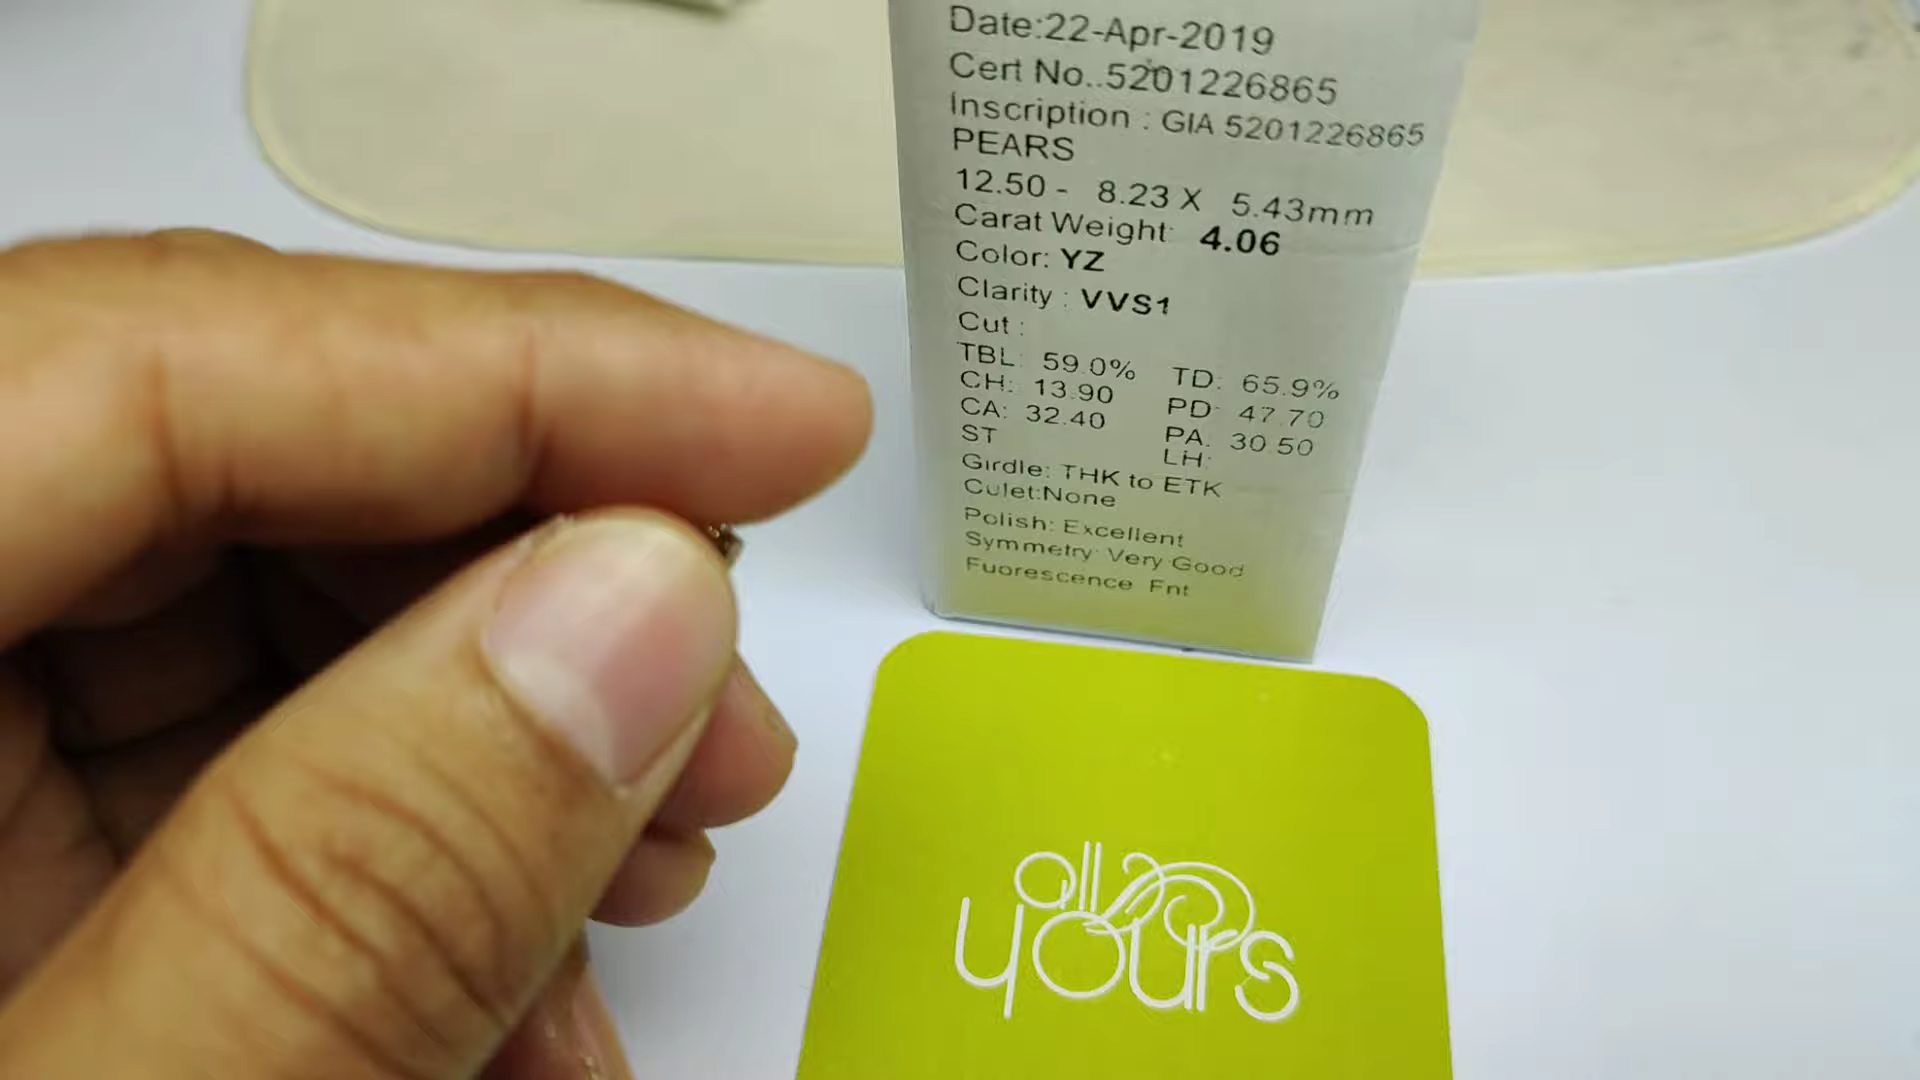 Date:22-Apr-2019
Cert No..5201226865
Inscription : GIA 5201226865
PEARS
12.50 - 8.23 X 5.43mm
Carat Weight: 4.06
Color: YZ
Clarity : VVS1
Cut :
TBL: 59.0% TD: 65.9%
CH: 13.90 PD: 47.70
CA: 32.40 PA: 30.50
ST LH:
Girdle: THK to ETK
Culet:None
Polish: Excellent
Symmetry: Very Good
Fuorescence Fnt
all
yours